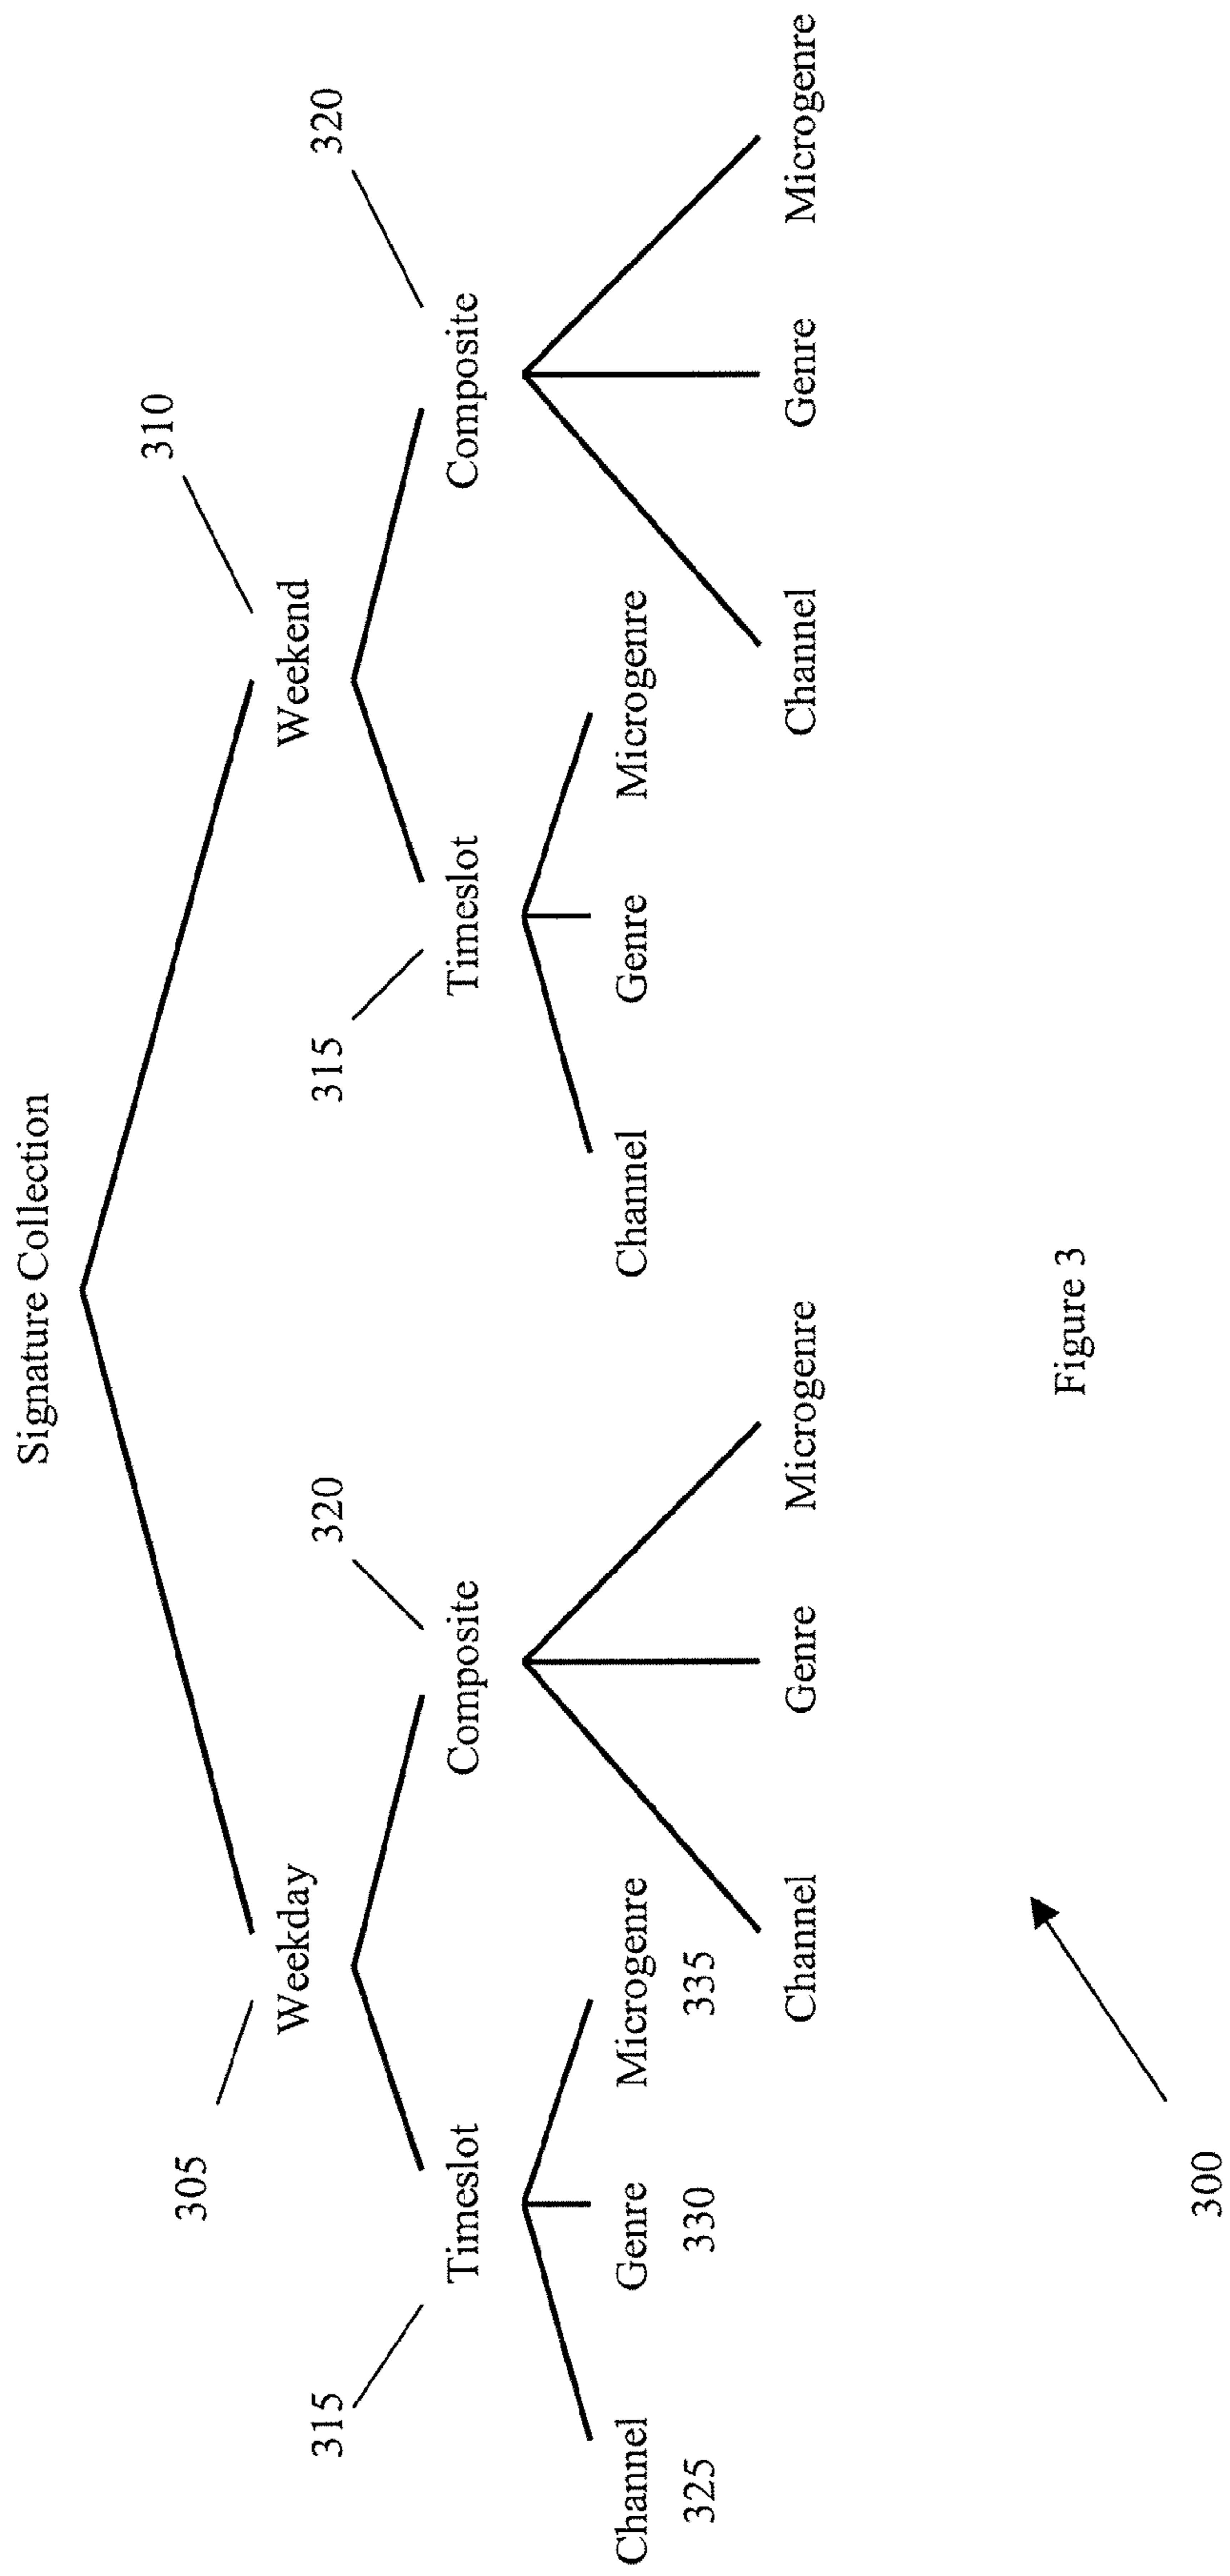 Signature Collection
310
305
Weekday
Weekend
315
320
315
320
Timeslot
Composite
Timeslot
Composite
Channel
Genre
Microgenre
Channel
Genre
Microgenre
325
330
335
Channel
Genre
Microgenre
Channel
Genre
Microgenre
Figure 3
300